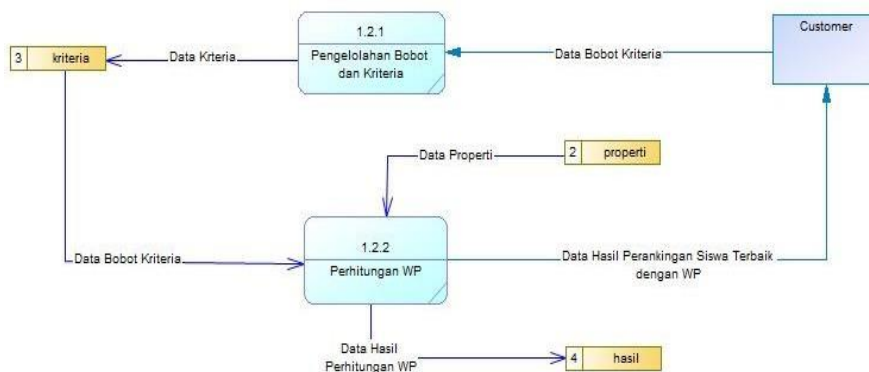 1.2.1
Pengelolahan Bobot
dan Kriteria
Customer
Data Bobot Kriteria
Data Krteria
3 kriteria
Data Properti
2 properti
1.2.2
Perhitungan WP
Data Bobot Kriteria
Data Hasil Perankingan Siswa Terbaik
dengan WP
Data Hasil
Perhitungan WP
4 hasil